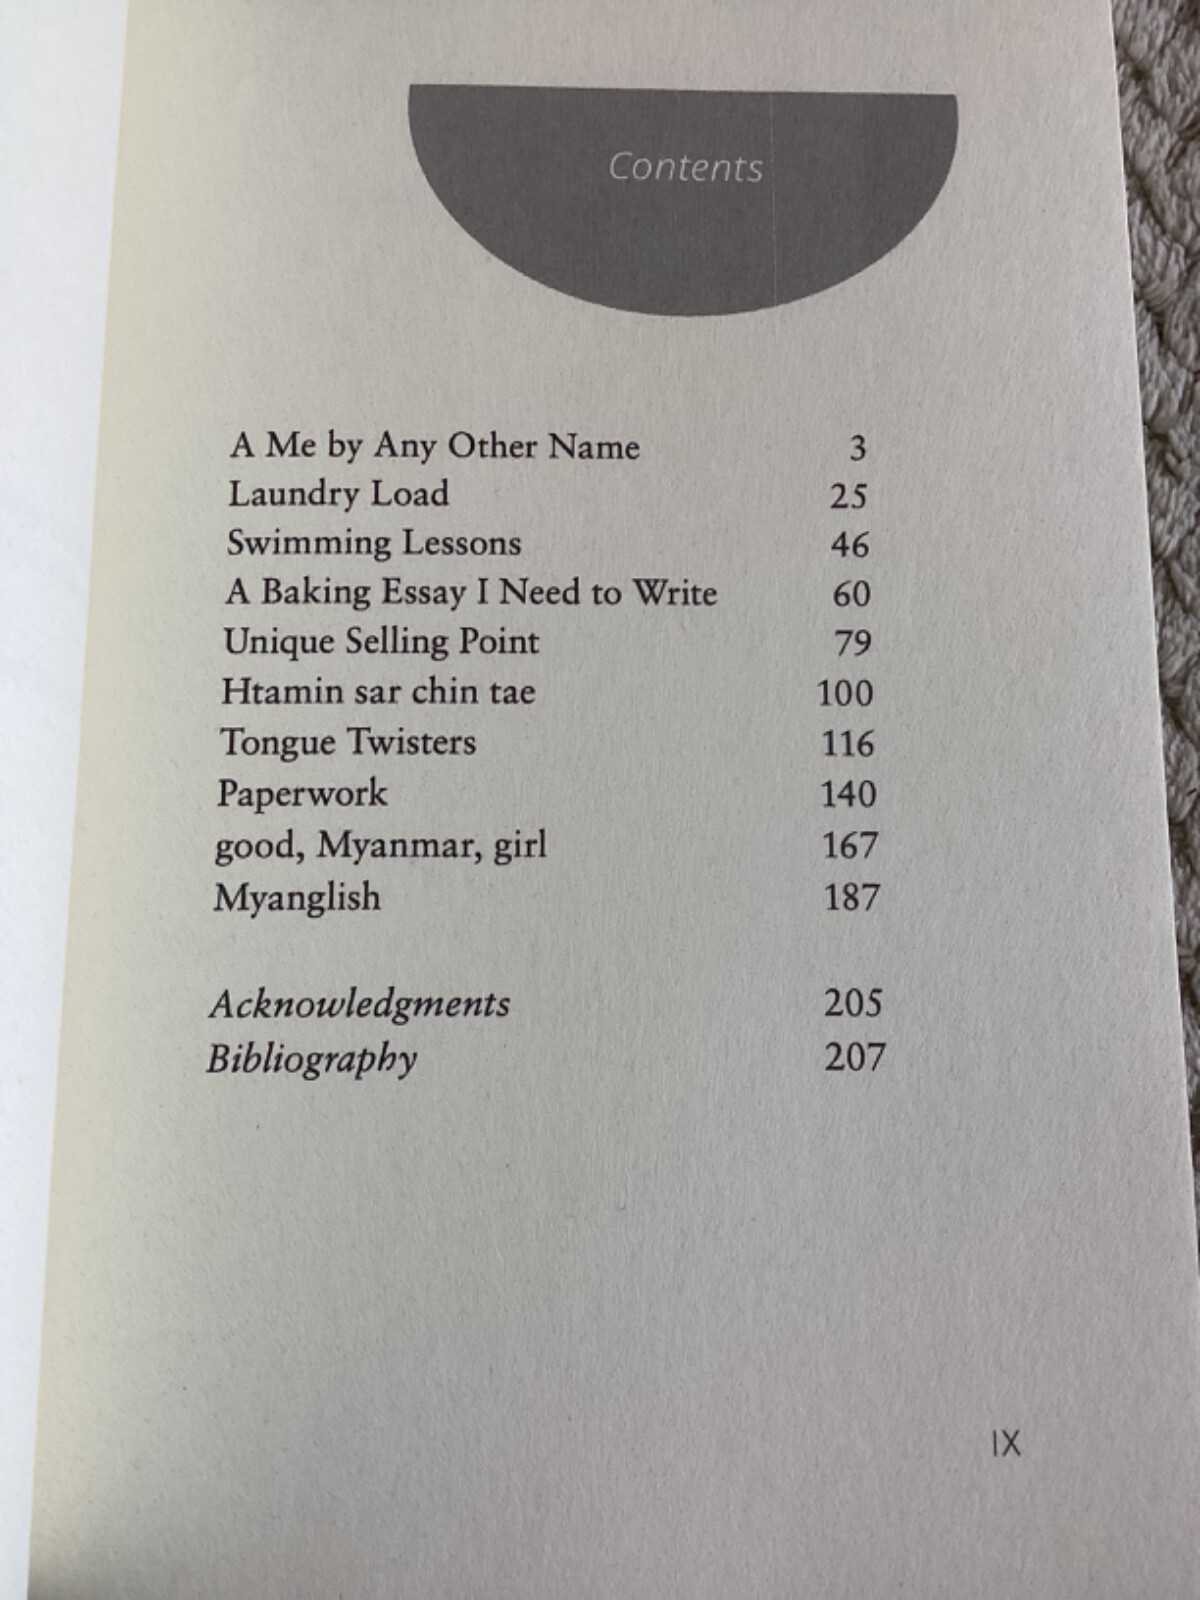 Contents
A Me by Any Other Name 3
Laundry Load 25
Swimming Lessons 46
A Baking Essay I Need to Write 60
Unique Selling Point 79
Htamin sar chin tae 100
Tongue Twisters 116
Paperwork 140
good, Myanmar, girl 167
Myanglish 187
Acknowledgments 205
Bibliography 207
IX